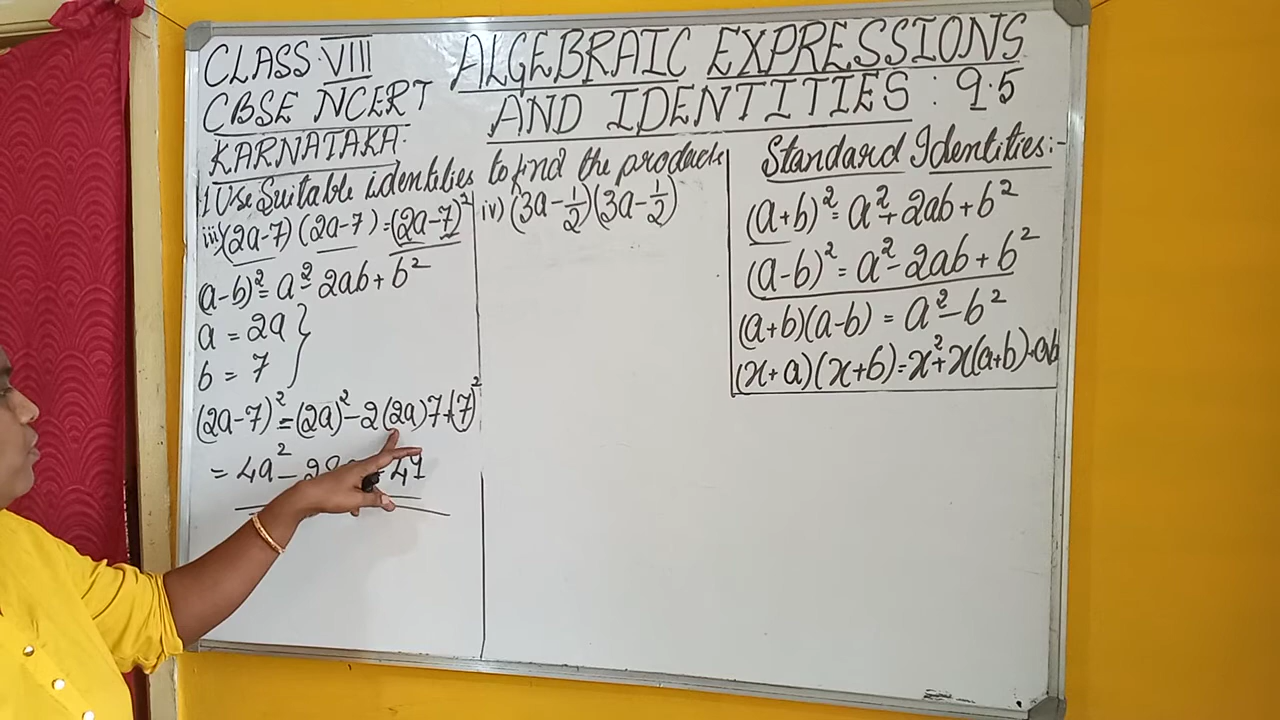 CLASS VIII
CBSE NCERT
KARNATAKA:
ALGEBRAIC EXPRESSIONS
AND IDENTITIES : 9.5
1 Use Suitable identities to find the product
iii) (2a-7) (2a-7) = (2a-7)²
(a-b)² = a² - 2ab + b²
a = 2a
b = 7
(2a-7)² = (2a)² - 2(2a)7 + (7)²
= 4a² - 28a + 49
iv) (3a - 1/2)(3a - 1/2)
Standard Identities:-
(a+b)² = a² + 2ab + b²
(a-b)² = a² - 2ab + b²
(a+b)(a-b) = a² - b²
(x+a)(x+b) = x² + x(a+b) + ab